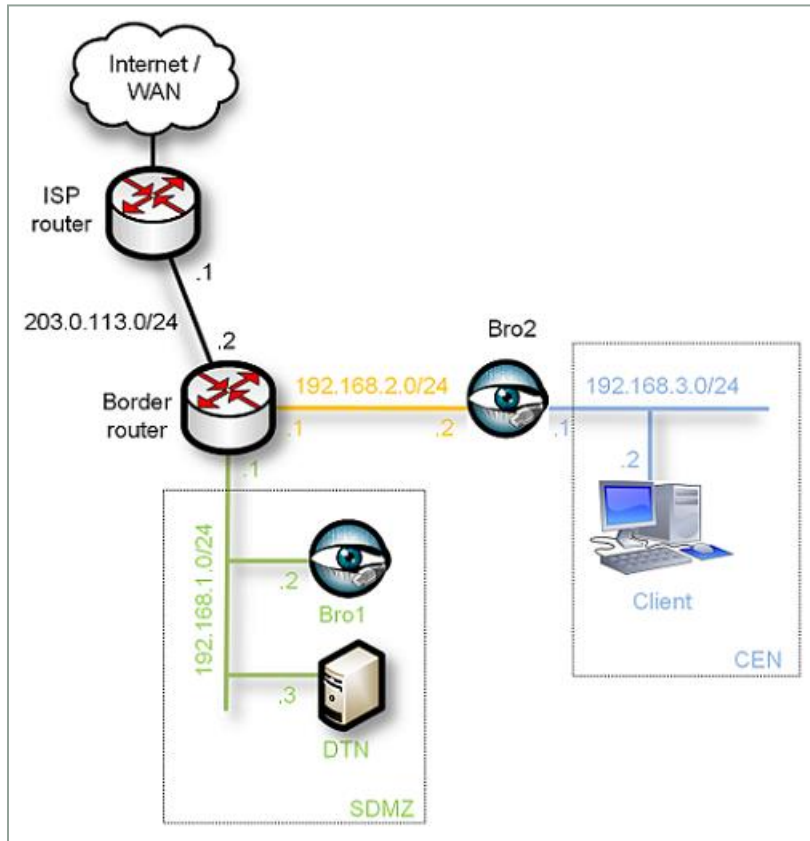 Internet /
WAN
ISP
router
.1
203.0.113.0/24
.2
Border
router
192.168.2.0/24
.1
.2
Bro2
192.168.3.0/24
.1
.2
Client
CEN
.1
192.168.1.0/24
.2
Bro1
.3
DTN
SDMZ